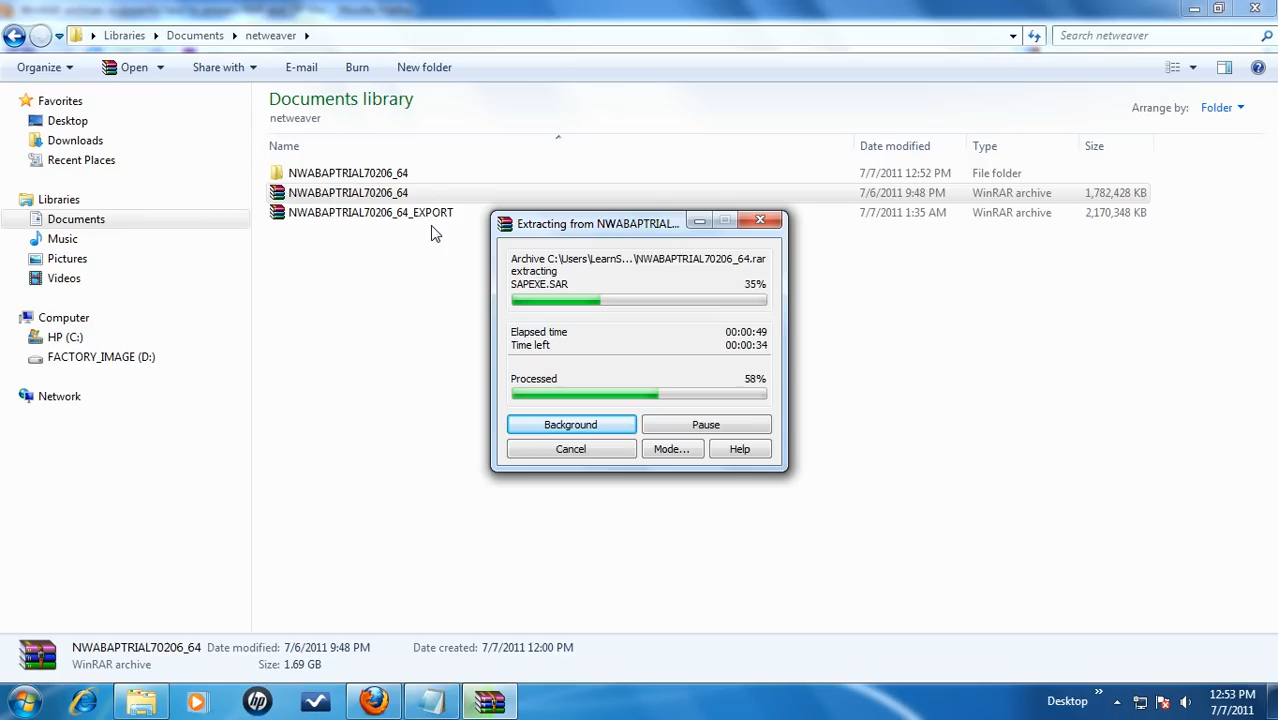 Libraries Documents netweaver
Search netweaver
Organize Open Share with E-mail Burn New folder
Favorites
Desktop
Downloads
Recent Places
Libraries
Documents
Music
Pictures
Videos
Computer
HP (C:)
FACTORY_IMAGE (D:)
Network
Documents library
netweaver
Arrange by: Folder
Name Date modified Type Size
NWABAPTRIAL70206_64 7/7/2011 12:52 PM File folder
NWABAPTRIAL70206_64 7/6/2011 9:48 PM WinRAR archive 1,782,428 KB
NWABAPTRIAL70206_64_EXPORT 7/7/2011 1:35 AM WinRAR archive 2,170,348 KB
Extracting from NWABAPTRIAL...
Archive C:\Users\LearnS...\NWABAPTRIAL70206_64.rar
extracting
SAPEXE.SAR 35%
Elapsed time 00:00:49
Time left 00:00:34
Processed 58%
Background Pause
Cancel Mode... Help
NWABAPTRIAL70206_64 Date modified: 7/6/2011 9:48 PM Date created: 7/7/2011 12:00 PM
WinRAR archive Size: 1.69 GB
hp Desktop 12:53 PM
7/7/2011